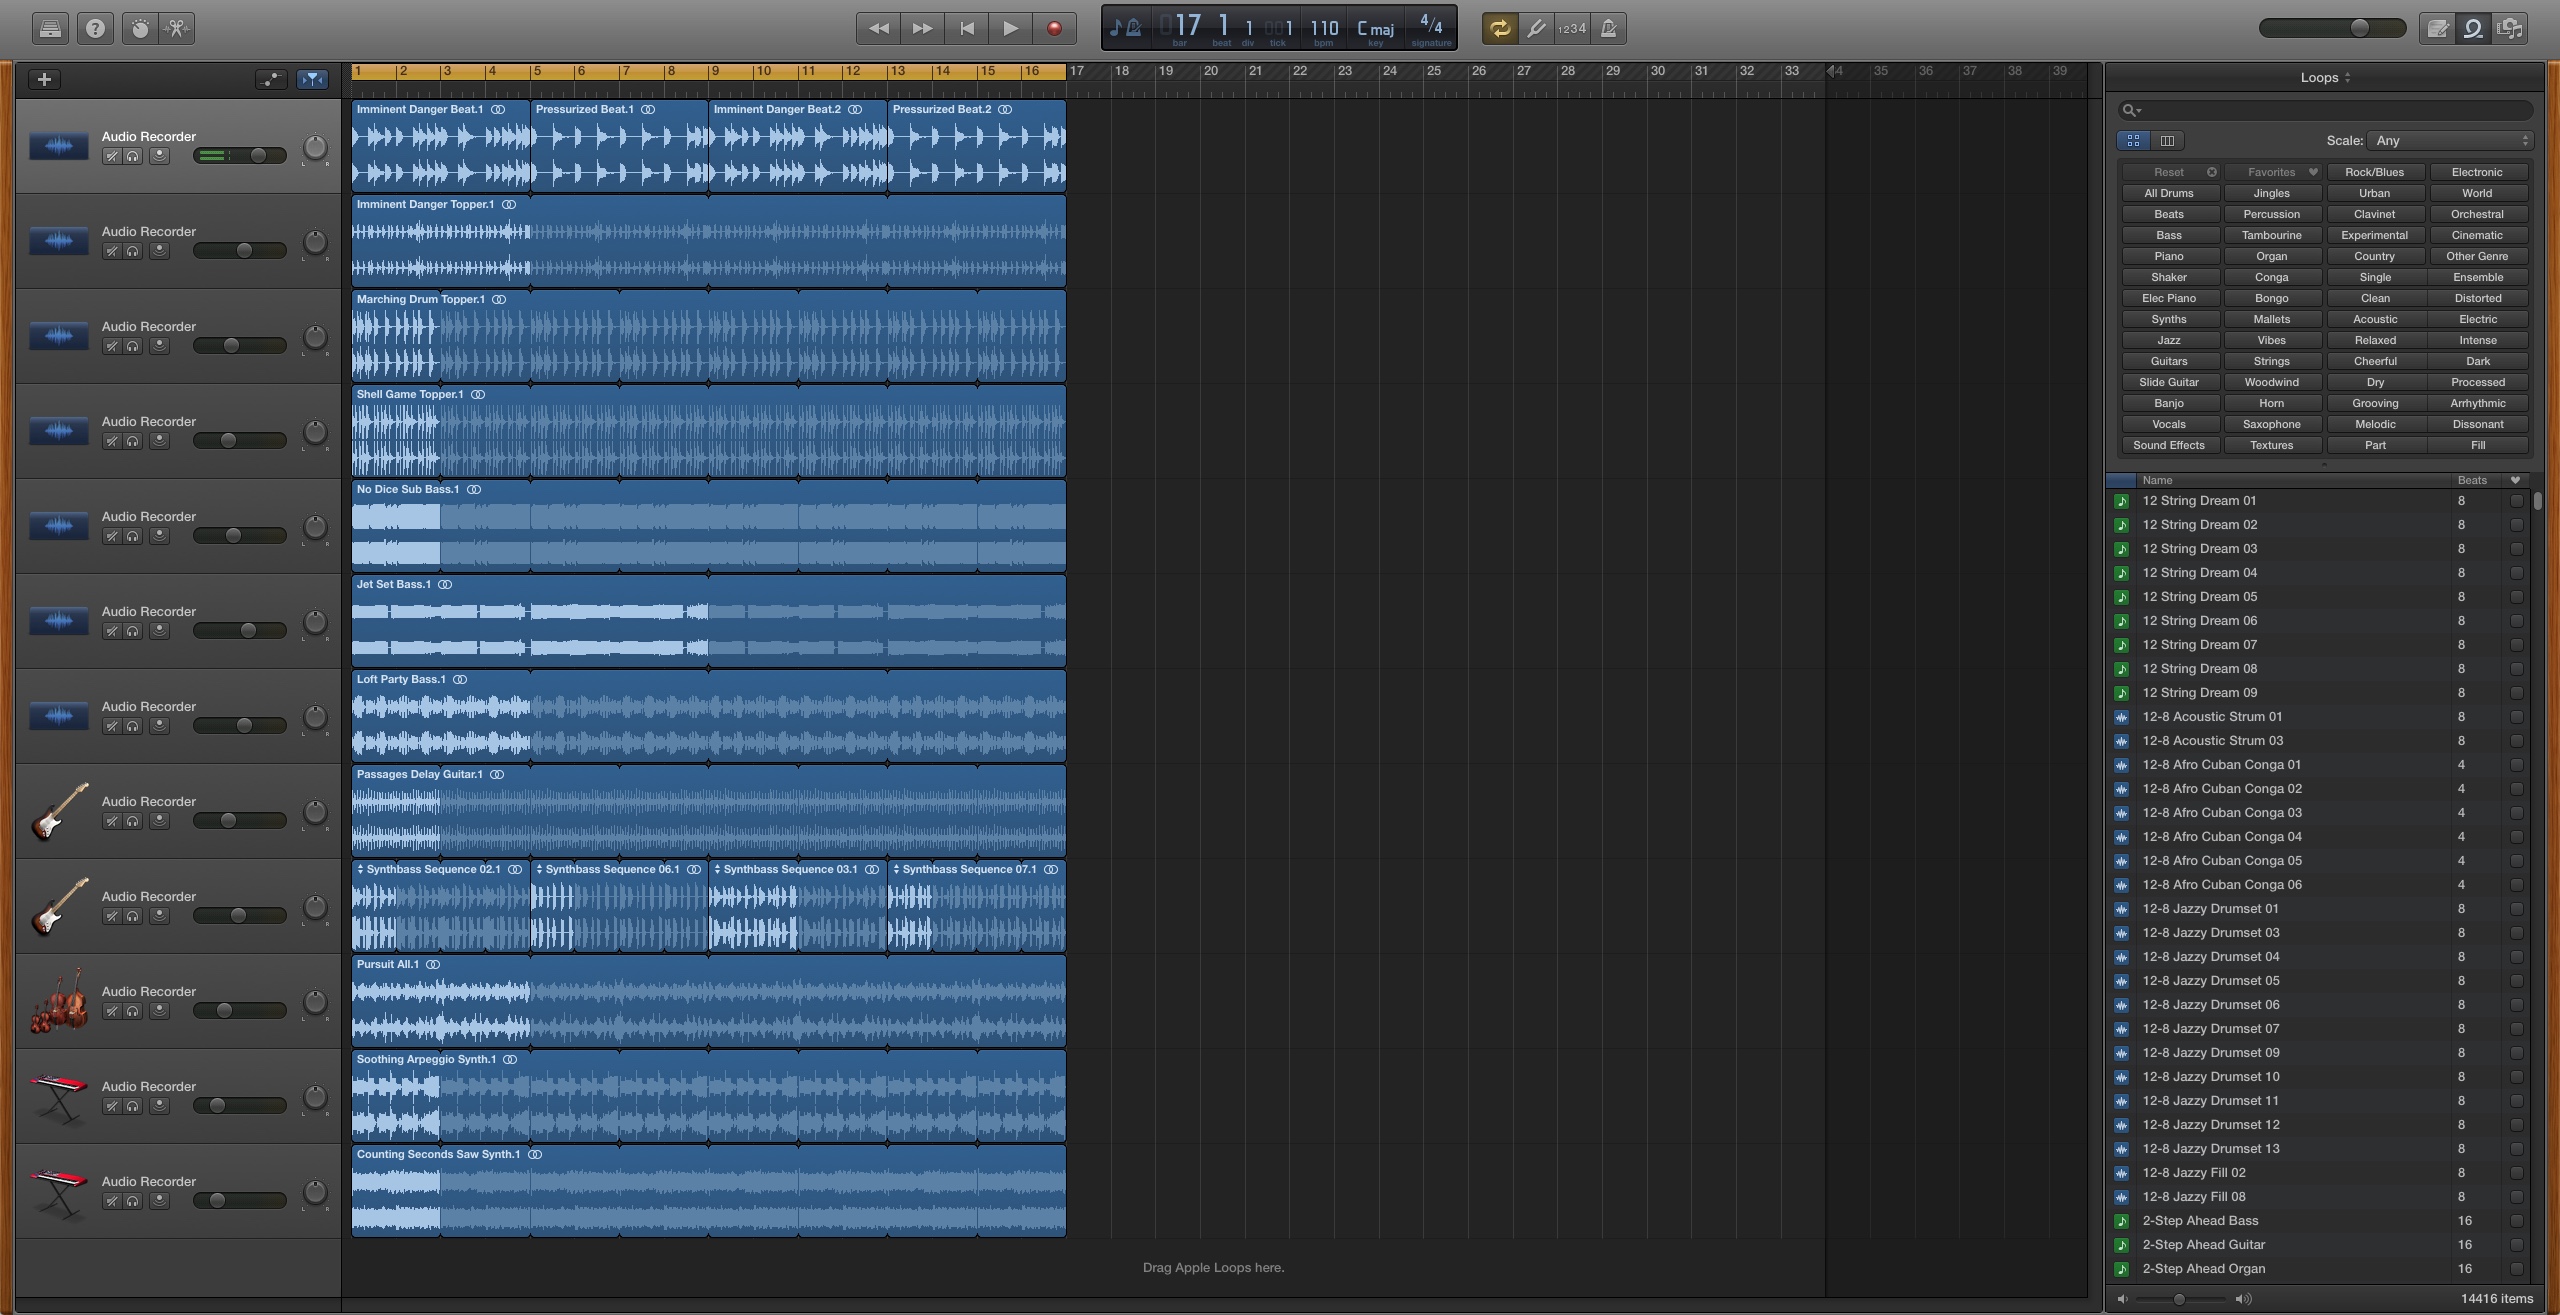 ?
17 1 1 001 110 C maj 4/4 1234
bar beat div tick bpm key signature
1 2 3 4 5 6 7 8 9 10 11 12 13 14 15 16 17 18 19 20 21 22 23 24 25 26 27 28 29 30 31 32 33 4 35 36 37 38 39
Audio Recorder
L R
Imminent Danger Beat.1 Pressurized Beat.1 Imminent Danger Beat.2 Pressurized Beat.2
Audio Recorder
L R
Imminent Danger Topper.1
Audio Recorder
L R
Marching Drum Topper.1
Audio Recorder
L R
Shell Game Topper.1
Audio Recorder
L R
No Dice Sub Bass.1
Audio Recorder
L R
Jet Set Bass.1
Audio Recorder
L R
Loft Party Bass.1
Audio Recorder
L R
Passages Delay Guitar.1
Audio Recorder
L R
Synthbass Sequence 02.1 Synthbass Sequence 06.1 Synthbass Sequence 03.1 Synthbass Sequence 07.1
Audio Recorder
L R
Pursuit All.1
Audio Recorder
L R
Soothing Arpeggio Synth.1
Audio Recorder
L R
Counting Seconds Saw Synth.1
Drag Apple Loops here.
Loops
Scale: Any
Reset Favorites Rock/Blues Electronic
All Drums Jingles Urban World
Beats Percussion Clavinet Orchestral
Bass Tambourine Experimental Cinematic
Piano Organ Country Other Genre
Shaker Conga Single Ensemble
Elec Piano Bongo Clean Distorted
Synths Mallets Acoustic Electric
Jazz Vibes Relaxed Intense
Guitars Strings Cheerful Dark
Slide Guitar Woodwind Dry Processed
Banjo Horn Grooving Arrhythmic
Vocals Saxophone Melodic Dissonant
Sound Effects Textures Part Fill
Name Beats
12 String Dream 01 8
12 String Dream 02 8
12 String Dream 03 8
12 String Dream 04 8
12 String Dream 05 8
12 String Dream 06 8
12 String Dream 07 8
12 String Dream 08 8
12 String Dream 09 8
12-8 Acoustic Strum 01 8
12-8 Acoustic Strum 03 8
12-8 Afro Cuban Conga 01 4
12-8 Afro Cuban Conga 02 4
12-8 Afro Cuban Conga 03 4
12-8 Afro Cuban Conga 04 4
12-8 Afro Cuban Conga 05 4
12-8 Afro Cuban Conga 06 4
12-8 Jazzy Drumset 01 8
12-8 Jazzy Drumset 03 8
12-8 Jazzy Drumset 04 8
12-8 Jazzy Drumset 05 8
12-8 Jazzy Drumset 06 8
12-8 Jazzy Drumset 07 8
12-8 Jazzy Drumset 09 8
12-8 Jazzy Drumset 10 8
12-8 Jazzy Drumset 11 8
12-8 Jazzy Drumset 12 8
12-8 Jazzy Drumset 13 8
12-8 Jazzy Fill 02 8
12-8 Jazzy Fill 08 8
2-Step Ahead Bass 16
2-Step Ahead Guitar 16
2-Step Ahead Organ 16
14416 items